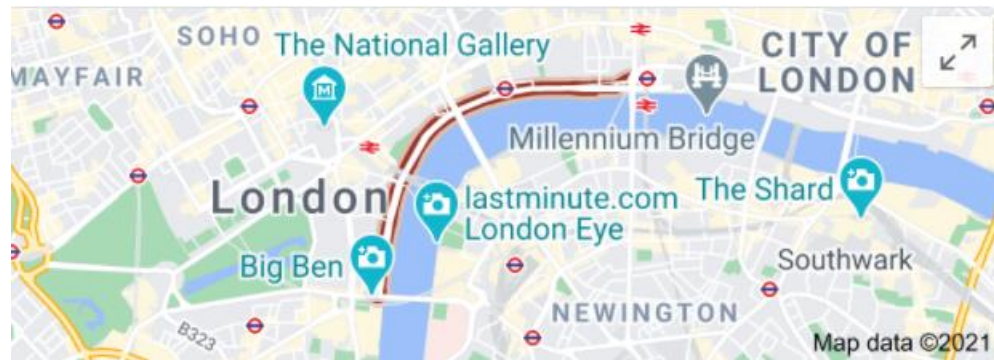 SOHO
The National Gallery
CITY OF
LONDON
MAYFAIR
Millennium Bridge
London
lastminute.com
London Eye
The Shard
Big Ben
Southwark
NEWINGTON
B323
Map data ©2021